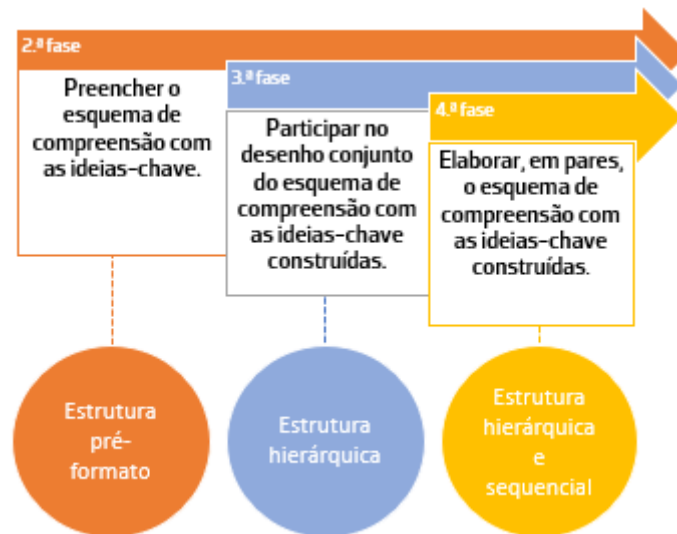 2.ª fase
Preencher o
esquema de
compreensão com
as ideias-chave.
3.ª fase
Participar no
desenho conjunto
do esquema de
compreensão com
as ideias-chave
construídas.
4.ª fase
Elaborar, em pares,
o esquema de
compreensão com
as ideias-chave
construídas.
Estrutura
pré-
formato
Estrutura
hierárquica
Estrutura
hierárquica
e
sequencial